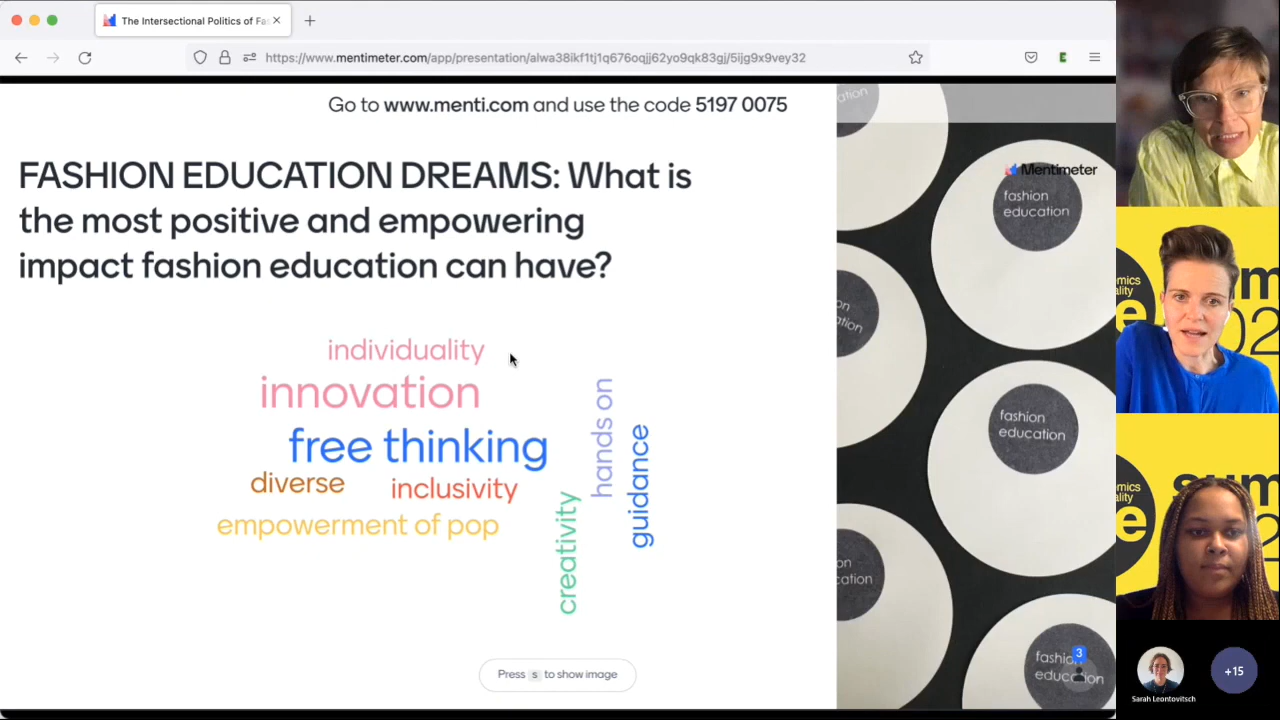 The Intersectional Politics of Fa
https://www.mentimeter.com/app/presentation/alwa38ikf1tj1q676oqjj62yo9qk83gj/5ijg9x9vey32
Go to www.menti.com and use the code 5197 0075
FASHION EDUCATION DREAMS: What is
the most positive and empowering
impact fashion education can have?
individuality
innovation
free thinking
diverse
inclusivity
empowerment of pop
creativity
hands on
guidance
Press s to show image
Mentimeter
fashion
education
fashion
education
fashion
education
3
Sarah Leontovitsch
+15